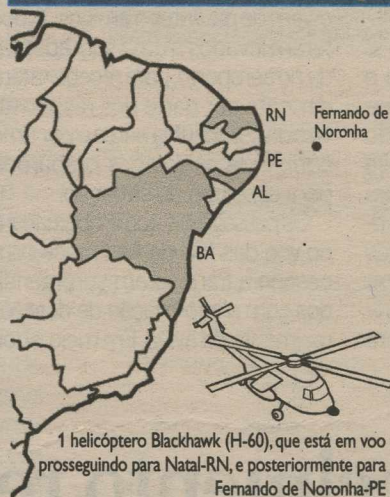 RN
Fernando de
Noronha
PE
AL
BA
1 helicóptero Blackhawk (H-60), que está em voo
prosseguindo para Natal-RN, e posteriormente para
Fernando de Noronha-PE